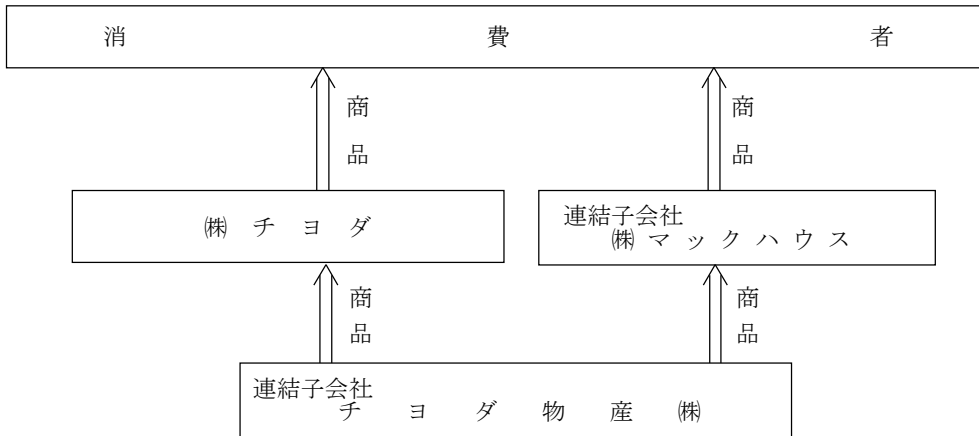 消費者
商品
商品
㈱チヨダ
連結子会社
㈱マックハウス
商品
商品
連結子会社
チヨダ物産㈱